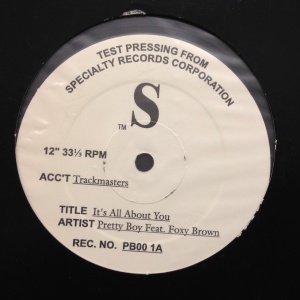 TEST PRESSING FROM
SPECIALTY RECORDS CORPORATION
S
TM
12" 33⅓ RPM
ACC'T Trackmasters
TITLE It's All About You
ARTIST Pretty Boy Feat. Foxy Brown
REC. NO. PB00 1A